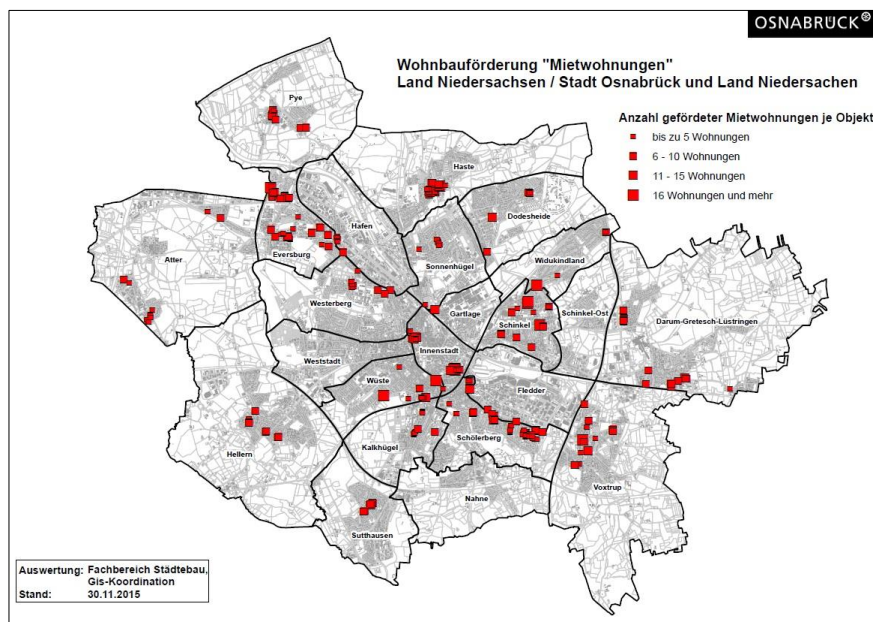 OSNABRÜCK®
Wohnbauförderung "Mietwohnungen"
Land Niedersachsen / Stadt Osnabrück und Land Niedersachen
Anzahl geförderter Mietwohnungen je Objekt
bis zu 5 Wohnungen
6 - 10 Wohnungen
11 - 15 Wohnungen
16 Wohnungen und mehr
Pye
Haste
Dodesheide
Hafen
Atter
Eversburg
Sonnenhügel
Widukindland
Westerberg
Gartlage
Schinkel
Schinkel-Ost
Darum-Gretesch-Lüstringen
Innenstadt
Weststadt
Wüste
Fledder
Hellern
Kalkhügel
Schölerberg
Voxtrup
Nahne
Sutthausen
Auswertung: Fachbereich Städtebau,
Gis-Koordination
Stand: 30.11.2015